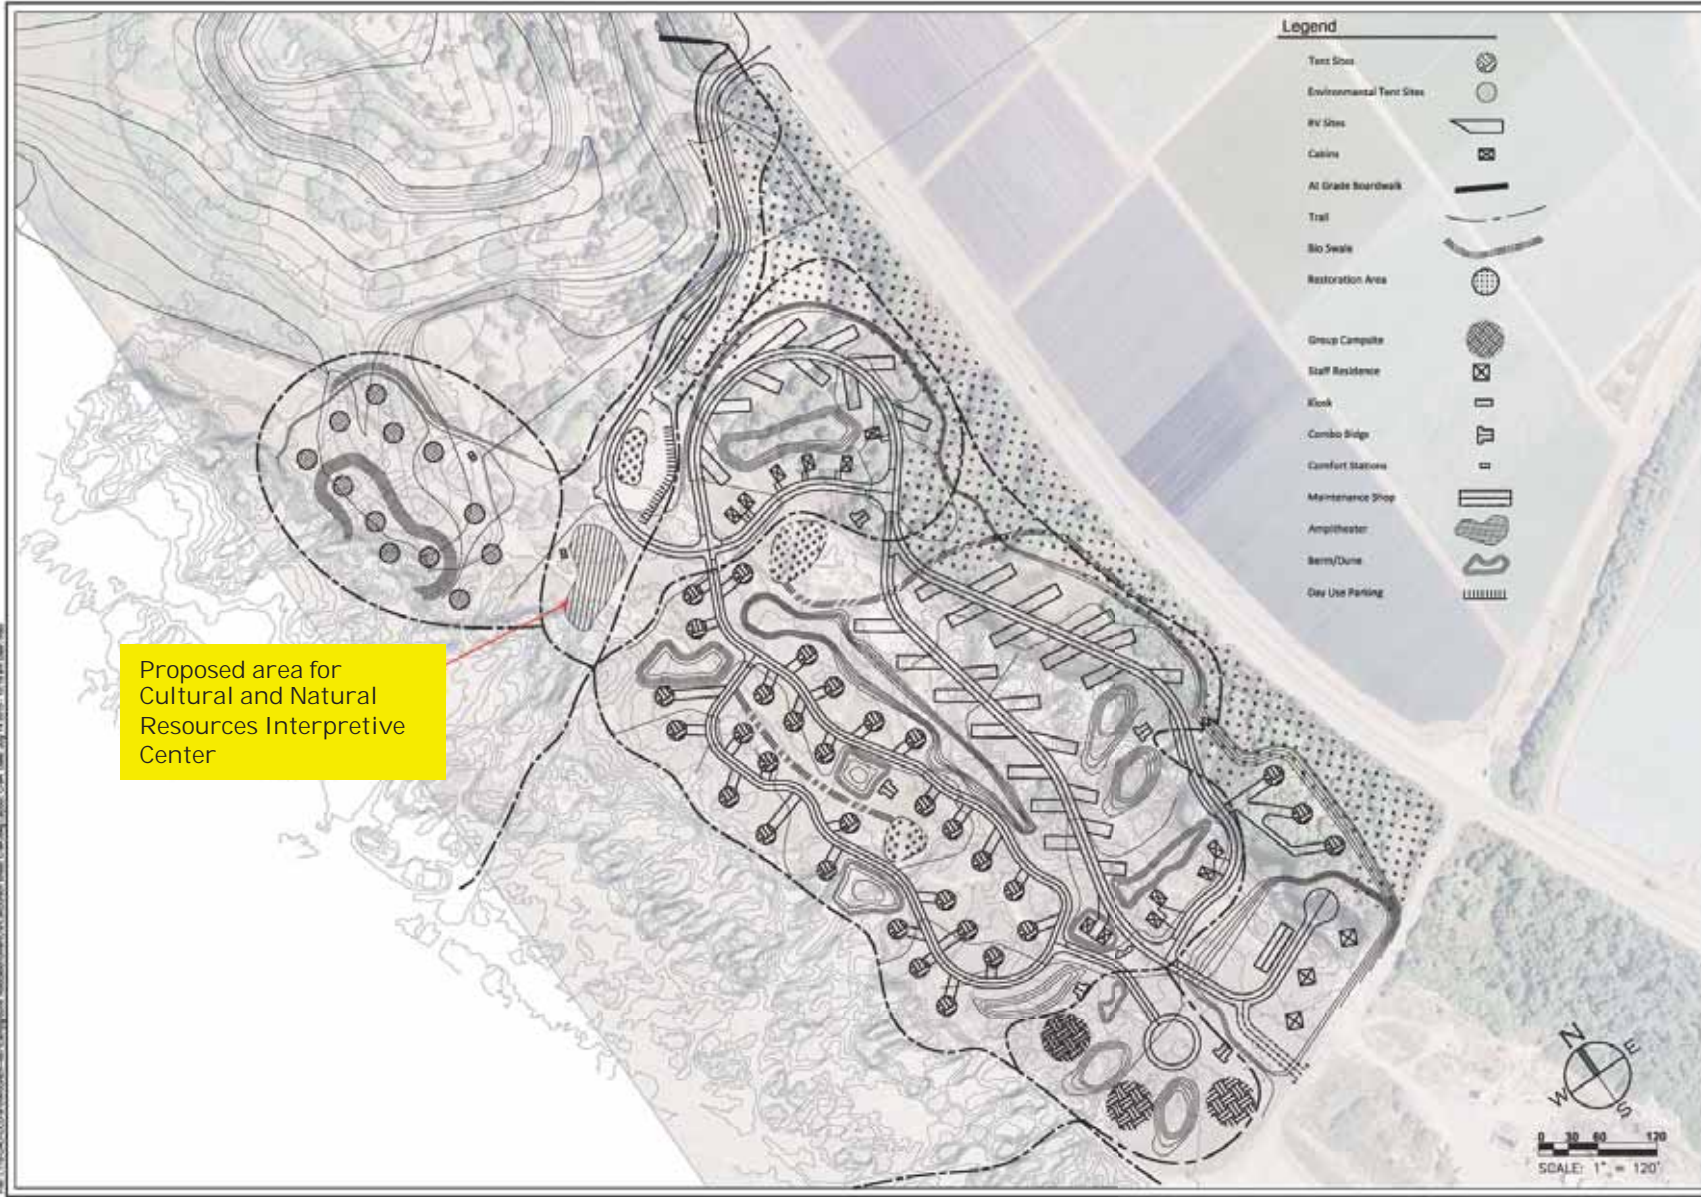 Legend
Tent Sites
Environmental Tent Sites
RV Sites
Cabins
At Grade Boardwalk
Trail
Bio Swale
Restoration Area
Group Campsite
Staff Residence
Kiosk
Combo Bldgs
Comfort Stations
Maintenance Shop
Amplitheater
Berm/Dune
Day Use Parking
Proposed area for
Cultural and Natural
Resources Interpretive
Center
N
E
W
S
0 30 60 120
SCALE: 1" = 120'